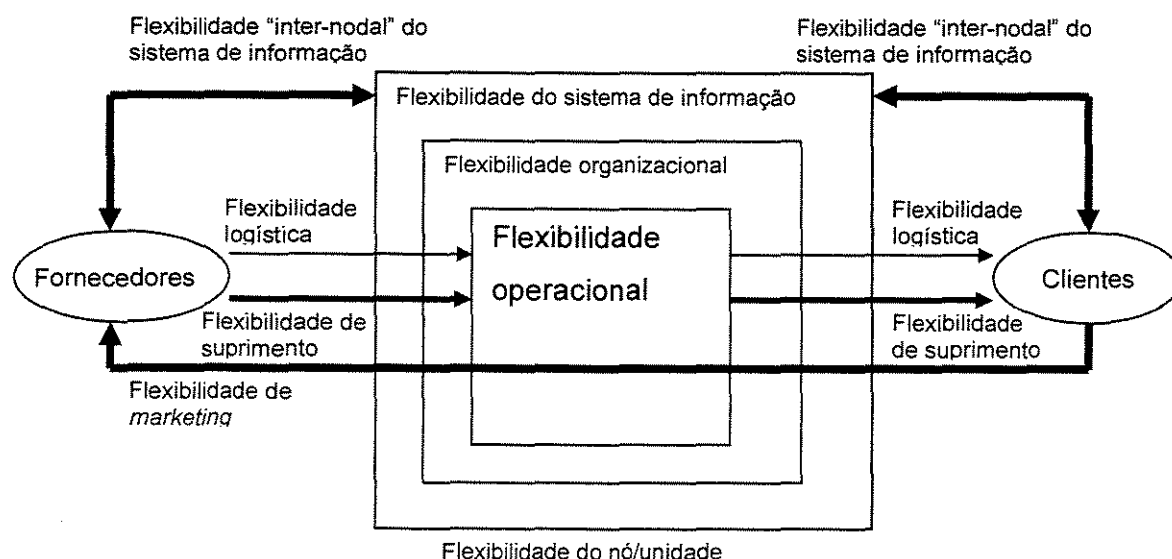 Flexibilidade “inter-nodal” do
sistema de informação
Flexibilidade “inter-nodal” do
sistema de informação
Flexibilidade do sistema de informação
Flexibilidade organizacional
Flexibilidade
logística
Flexibilidade
operacional
Flexibilidade
logística
Fornecedores
Clientes
Flexibilidade de
suprimento
Flexibilidade
de suprimento
Flexibilidade de
marketing
Flexibilidade do nó/unidade